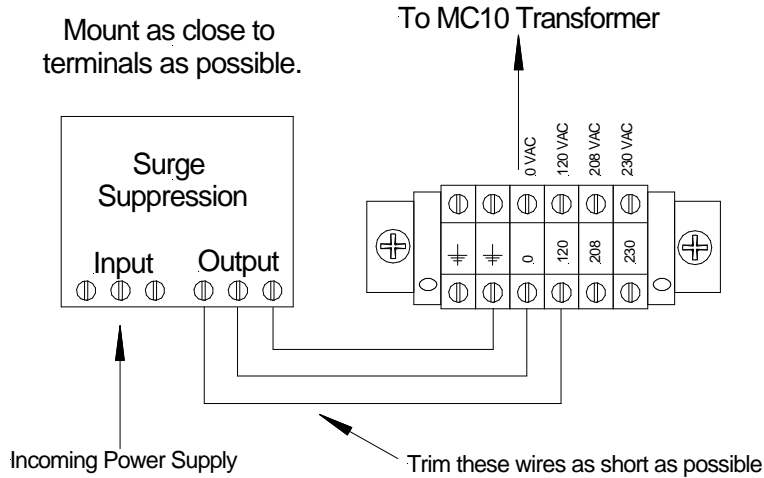 Mount as close to
terminals as possible.
To MC10 Transformer
0 VAC
120 VAC
208 VAC
230 VAC
Surge
Suppression
Input
Output
0
120
208
230
Incoming Power Supply
Trim these wires as short as possible